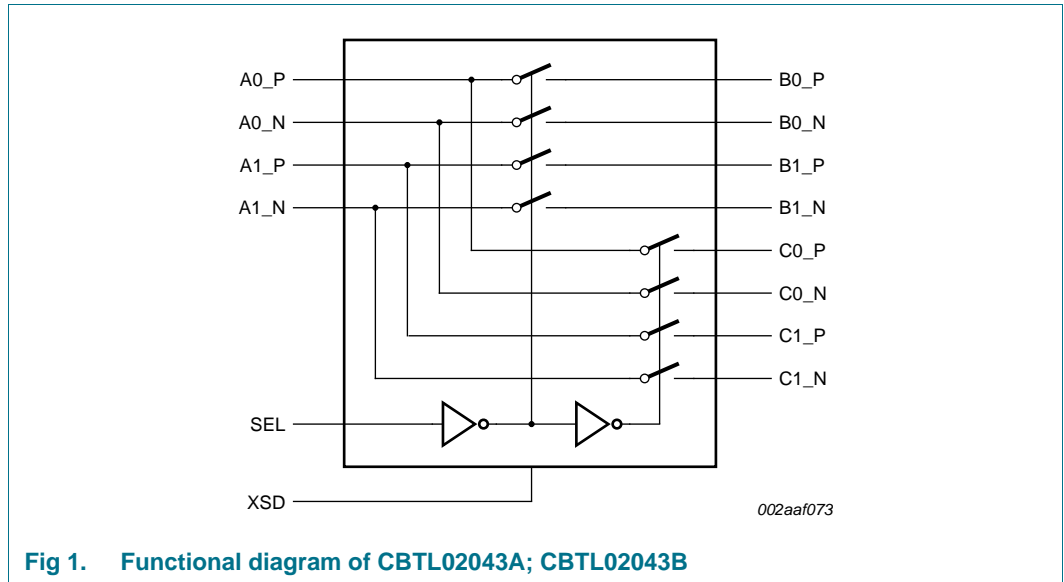 A0_P
B0_P
A0_N
B0_N
A1_P
B1_P
A1_N
B1_N
C0_P
C0_N
C1_P
C1_N
SEL
XSD
002aaf073
Fig 1. Functional diagram of CBTL02043A; CBTL02043B